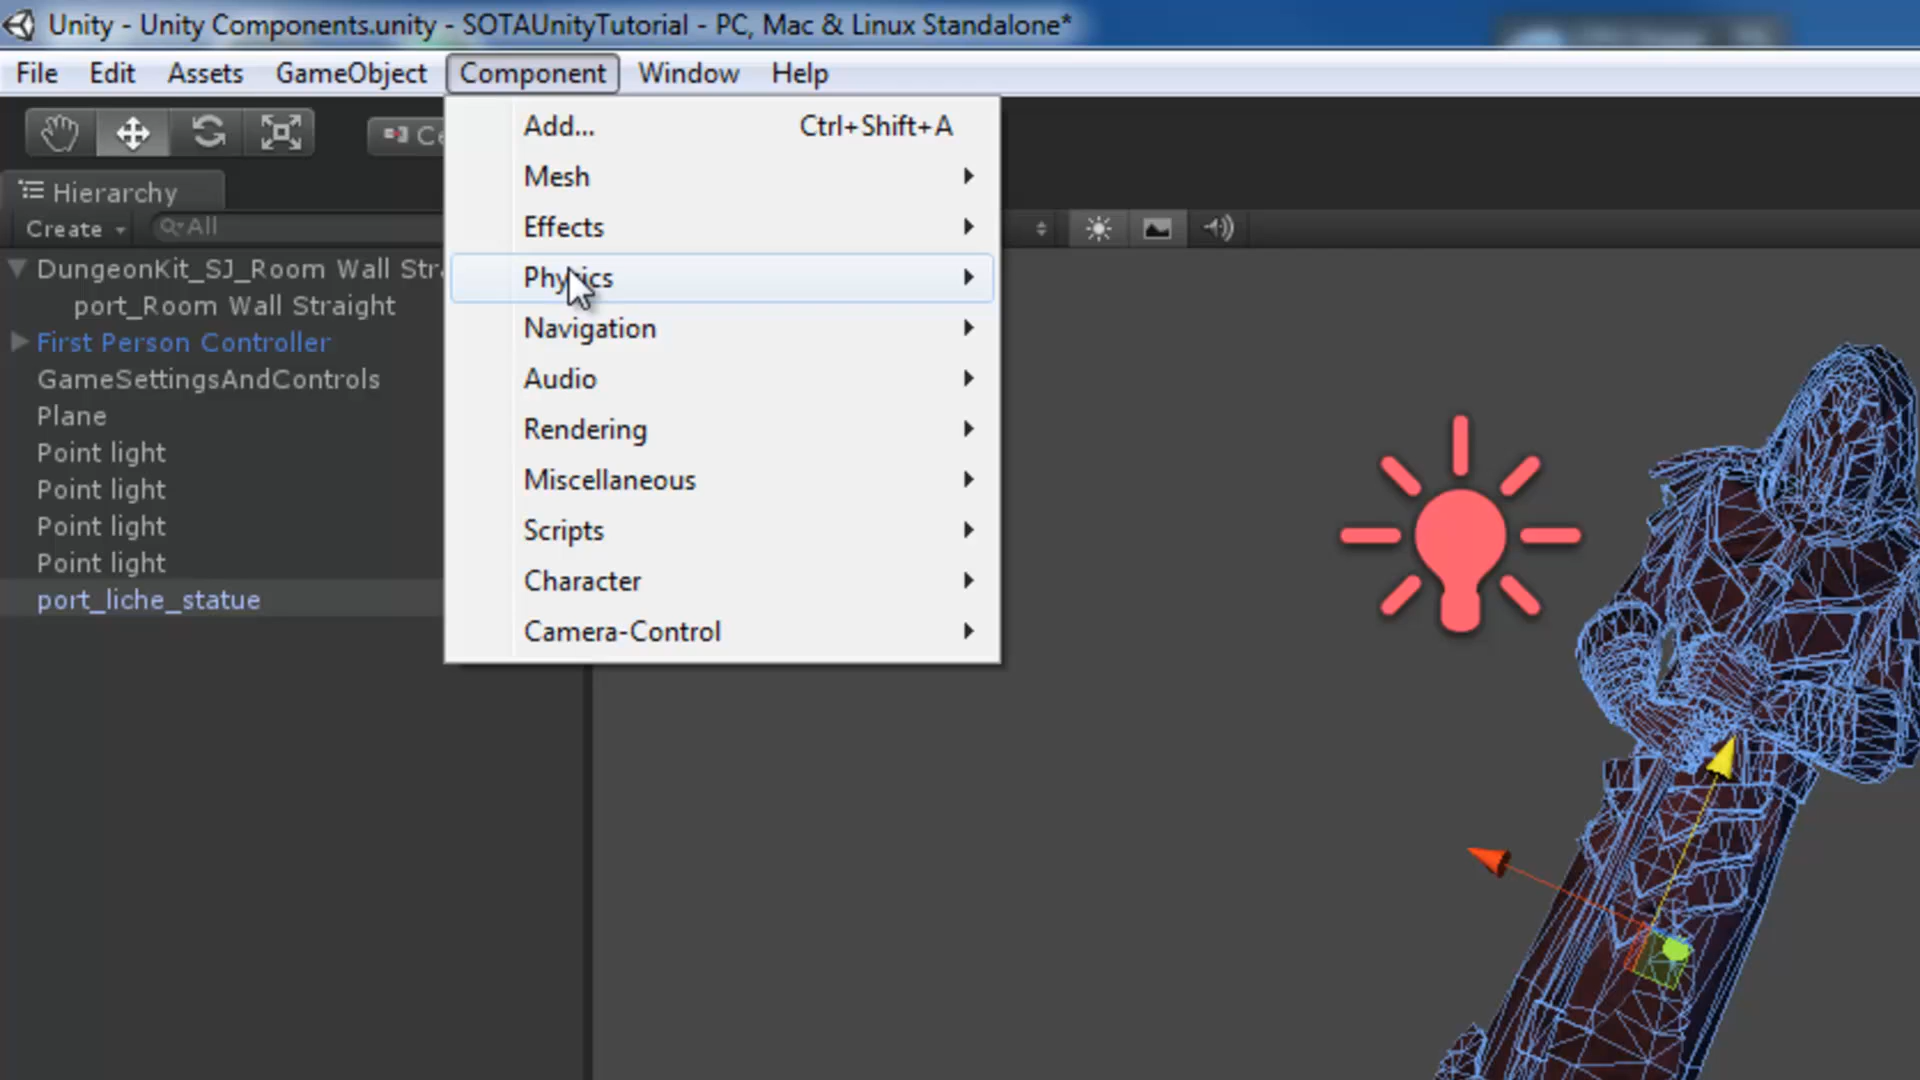 Unity - Unity Components.unity - SOTAUnityTutorial - PC, Mac & Linux Standalone*
File Edit Assets GameObject Component Window Help
Add... Ctrl+Shift+A
Mesh
Effects
Physics
Navigation
Audio
Rendering
Miscellaneous
Scripts
Character
Camera-Control
Hierarchy
Create All
DungeonKit_SJ_Room Wall Str
port_Room Wall Straight
First Person Controller
GameSettingsAndControls
Plane
Point light
Point light
Point light
Point light
port_liche_statue